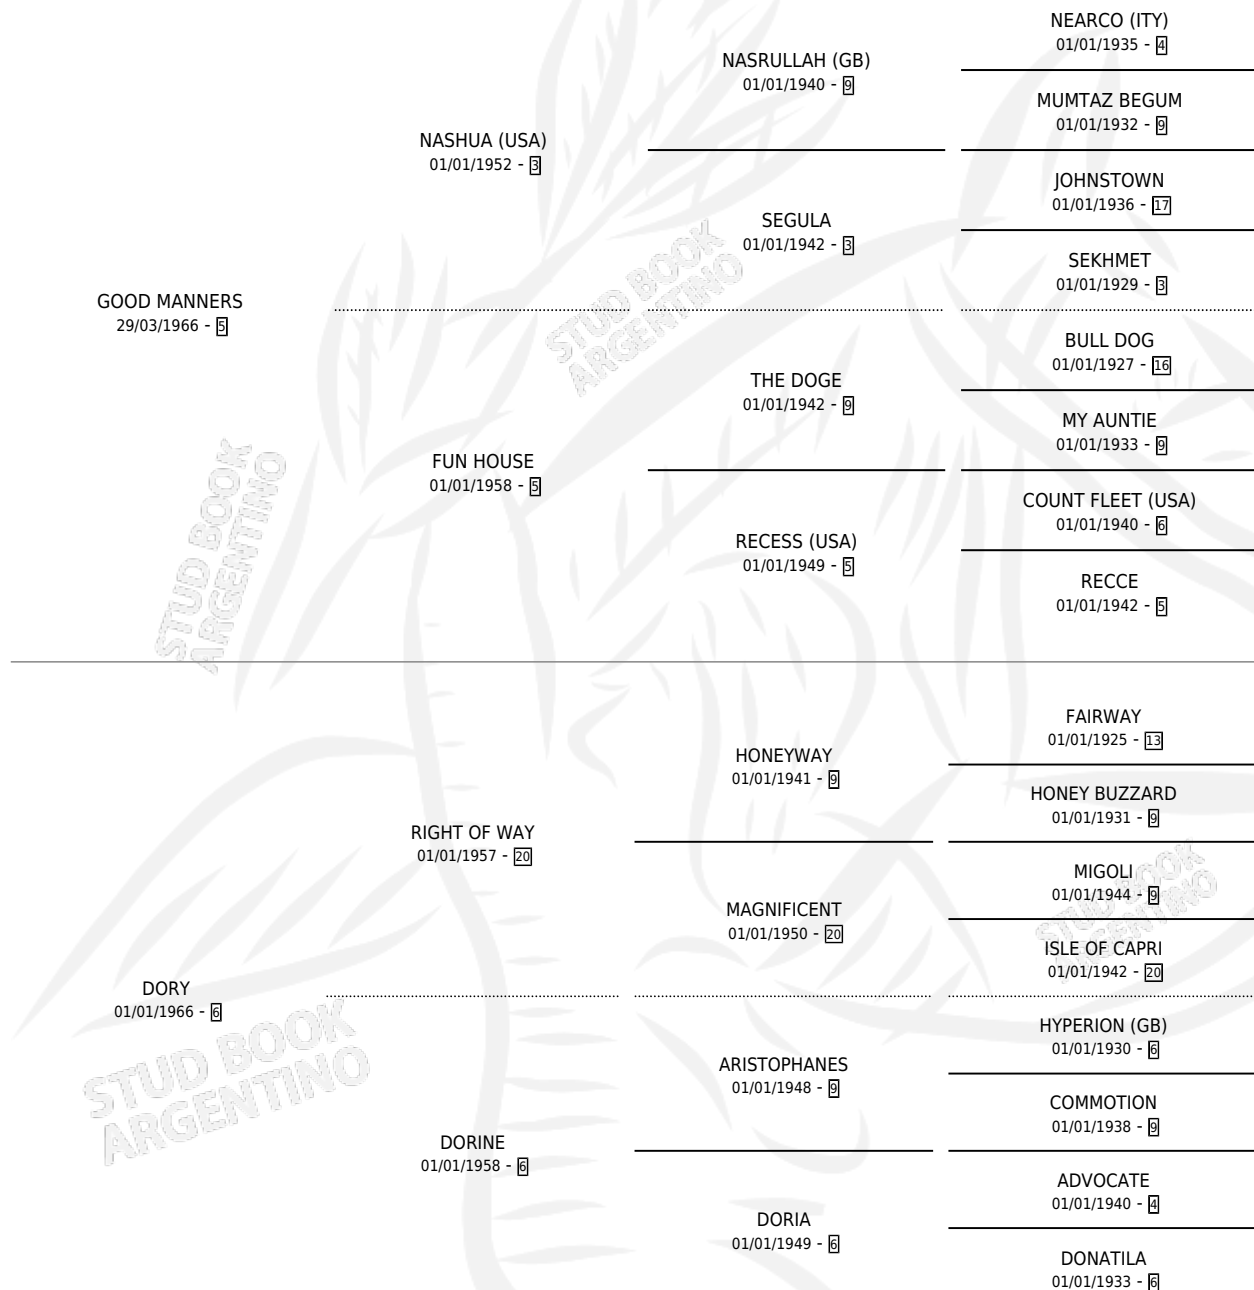 NEARCO (ITY)
01/01/1935 - 4
NASRULLAH (GB)
01/01/1940 - 9
MUMTAZ BEGUM
01/01/1932 - 9
NASHUA (USA)
01/01/1952 - 3
JOHNSTOWN
01/01/1936 - 17
SEGULA
01/01/1942 - 3
SEKHMET
01/01/1929 - 3
GOOD MANNERS
29/03/1966 - 5
BULL DOG
01/01/1927 - 16
THE DOGE
01/01/1942 - 9
MY AUNTIE
01/01/1933 - 9
FUN HOUSE
01/01/1958 - 5
COUNT FLEET (USA)
01/01/1940 - 6
RECESS (USA)
01/01/1949 - 5
RECCE
01/01/1942 - 5
FAIRWAY
01/01/1925 - 13
HONEYWAY
01/01/1941 - 9
HONEY BUZZARD
01/01/1931 - 9
RIGHT OF WAY
01/01/1957 - 20
MIGOLI
01/01/1944 - 9
MAGNIFICENT
01/01/1950 - 20
ISLE OF CAPRI
01/01/1942 - 20
DORY
01/01/1966 - 6
HYPERION (GB)
01/01/1930 - 6
ARISTOPHANES
01/01/1948 - 9
COMMOTION
01/01/1938 - 9
DORINE
01/01/1958 - 6
ADVOCATE
01/01/1940 - 4
DORIA
01/01/1949 - 6
DONATILA
01/01/1933 - 6
STUD BOOK
ARGENTINO
STUD BOOK
ARGENTINO
STUD BOOK
ARGENTINO
STUD BOOK
ARGENTINO